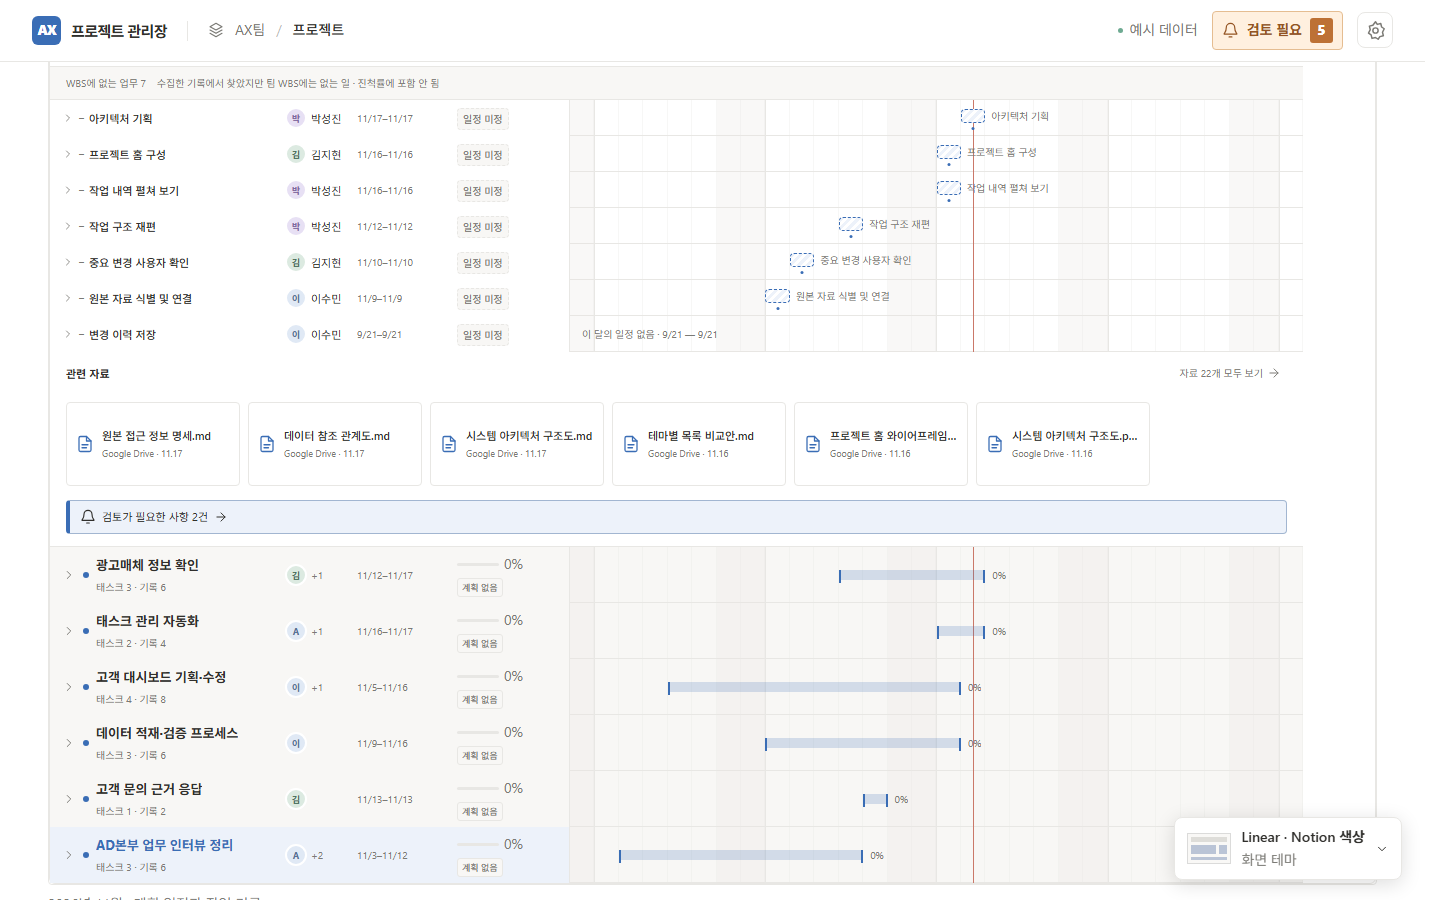 AX 프로젝트 관리장 AX팀 / 프로젝트 예시 데이터 검토 필요 5
WBS에 없는 업무 7 수집한 기록에서 찾았지만 팀 WBS에는 없는 일 · 진척률에 포함 안 됨
– 아키텍처 기획 박 박성진 11/17–11/17 일정 미정 아키텍처 기획
– 프로젝트 홈 구성 김 김지현 11/16–11/16 일정 미정 프로젝트 홈 구성
– 작업 내역 펼쳐 보기 박 박성진 11/16–11/16 일정 미정 작업 내역 펼쳐 보기
– 작업 구조 재편 박 박성진 11/12–11/12 일정 미정 작업 구조 재편
– 중요 변경 사용자 확인 김 김지현 11/10–11/10 일정 미정 중요 변경 사용자 확인
– 원본 자료 식별 및 연결 이 이수민 11/9–11/9 일정 미정 원본 자료 식별 및 연결
– 변경 이력 저장 이 이수민 9/21–9/21 일정 미정 이 달의 일정 없음 · 9/21 — 9/21
관련 자료 자료 22개 모두 보기 →
원본 접근 정보 명세.md 데이터 참조 관계도.md 시스템 아키텍처 구조도.md 테마별 목록 비교안.md 프로젝트 홈 와이어프레임... 시스템 아키텍처 구조도.p...
Google Drive · 11.17 Google Drive · 11.17 Google Drive · 11.17 Google Drive · 11.16 Google Drive · 11.16 Google Drive · 11.16
검토가 필요한 사항 2건 →
광고매체 정보 확인 김 +1 11/12–11/17 0% 0%
태스크 3 · 기록 6 계획 없음
태스크 관리 자동화 A +1 11/16–11/17 0% 0%
태스크 2 · 기록 4 계획 없음
고객 대시보드 기획·수정 이 +1 11/5–11/16 0% 0%
태스크 4 · 기록 8 계획 없음
데이터 적재·검증 프로세스 이 11/9–11/16 0% 0%
태스크 3 · 기록 6 계획 없음
고객 문의 근거 응답 김 11/13–11/13 0% 0%
태스크 1 · 기록 2 계획 없음
AD본부 업무 인터뷰 정리 A +2 11/3–11/12 0% 0%
태스크 3 · 기록 6 계획 없음
Linear · Notion 색상
화면 테마